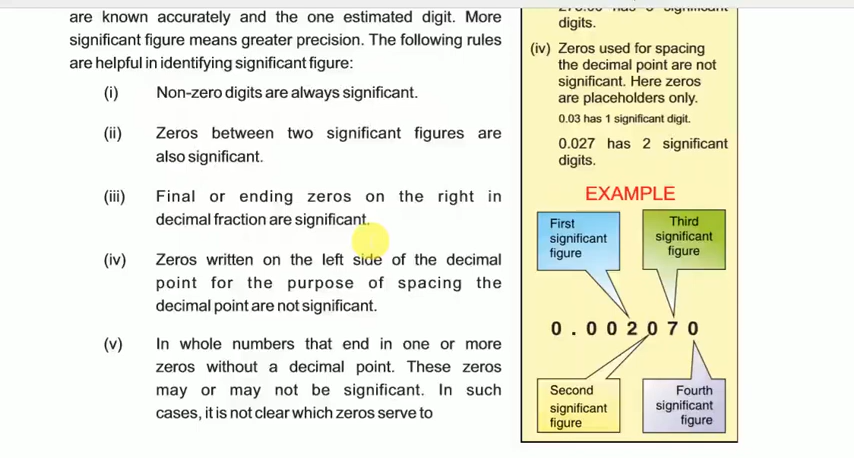 are known accurately and the one estimated digit. More
significant figure means greater precision. The following rules
are helpful in identifying significant figure:
(i) Non-zero digits are always significant.
(ii) Zeros between two significant figures are
also significant.
(iii) Final or ending zeros on the right in
decimal fraction are significant.
(iv) Zeros written on the left side of the decimal
point for the purpose of spacing the
decimal point are not significant.
(v) In whole numbers that end in one or more
zeros without a decimal point. These zeros
may or may not be significant. In such
cases, it is not clear which zeros serve to
significant
digits.
(iv) Zeros used for spacing
the decimal point are not
significant. Here zeros
are placeholders only.
0.03 has 1 significant digit.
0.027 has 2 significant
digits.
EXAMPLE
First
significant
figure
Third
significant
figure
0.002070
Second
significant
figure
Fourth
significant
figure